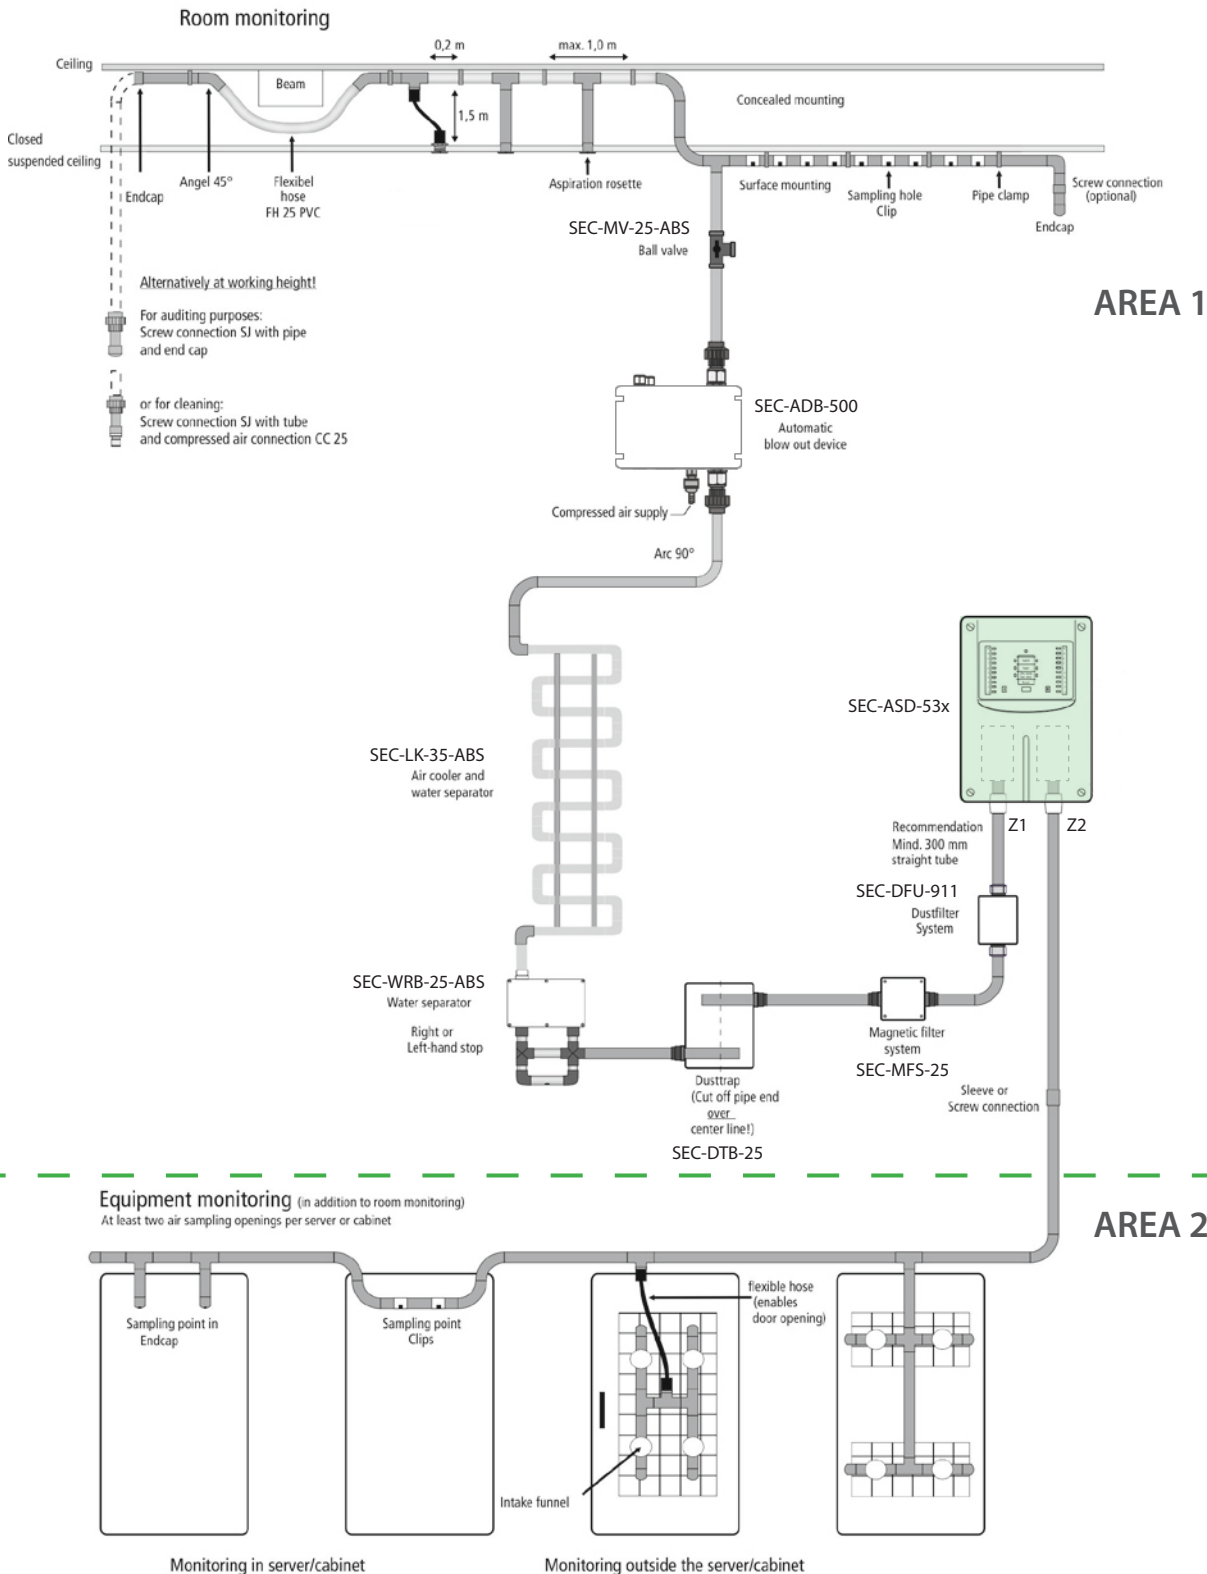 Room monitoring
0,2 m
max. 1,0 m
Ceiling
Beam
Concealed mounting
1,5 m
Closed
suspended ceiling
Endcap
Angel 45°
Flexibel
hose
FH 25 PVC
Aspiration rosette
Surface mounting
Sampling hole
Clip
Pipe clamp
Screw connection
(optional)
Endcap
SEC-MV-25-ABS
Ball valve
Alternatively at working height!
For auditing purposes:
Screw connection SJ with pipe
and end cap
AREA 1
or for cleaning:
Screw connection SJ with tube
and compressed air connection CC 25
SEC-ADB-500
Automatic
blow out device
Compressed air supply
Arc 90°
SEC-ASD-53x
SEC-LK-35-ABS
Air cooler and
water separator
Z1
Z2
Recommendation
Mind. 300 mm
straight tube
SEC-DFU-911
Dustfilter
System
SEC-WRB-25-ABS
Water separator
Right or
Left-hand stop
Magnetic filter
system
SEC-MFS-25
Dusttrap
(Cut off pipe end
over
center line!)
SEC-DTB-25
Sleeve or
Screw connection
Equipment monitoring (in addition to room monitoring)
At least two air sampling openings per server or cabinet
AREA 2
Sampling point in
Endcap
Sampling point
Clips
flexible hose
(enables
door opening)
Intake funnel
Monitoring in server/cabinet
Monitoring outside the server/cabinet